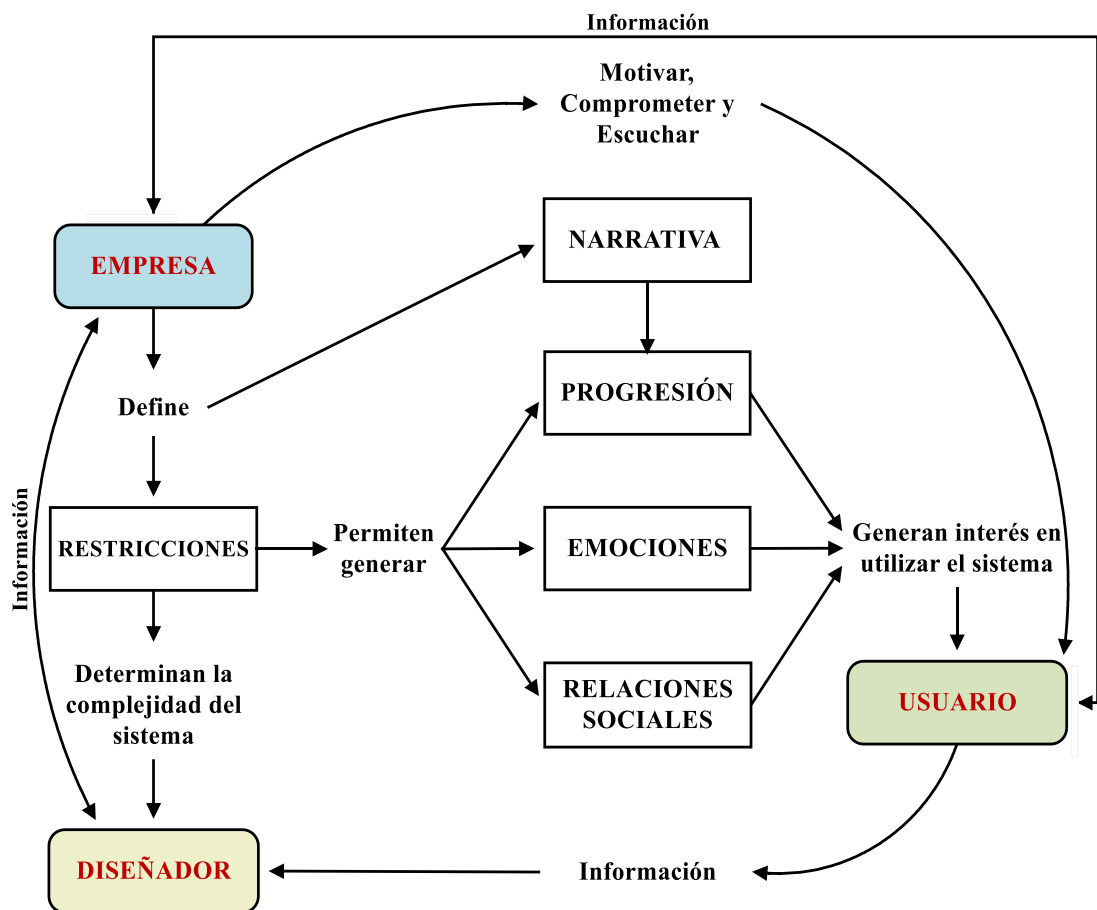 Información
Motivar,
Comprometer y
Escuchar
NARRATIVA
EMPRESA
PROGRESIÓN
Define
Información
RESTRICCIONES
Permiten
generar
EMOCIONES
Generan interés en
utilizar el sistema
Determinan la
complejidad del
sistema
RELACIONES
SOCIALES
USUARIO
DISEÑADOR
Información